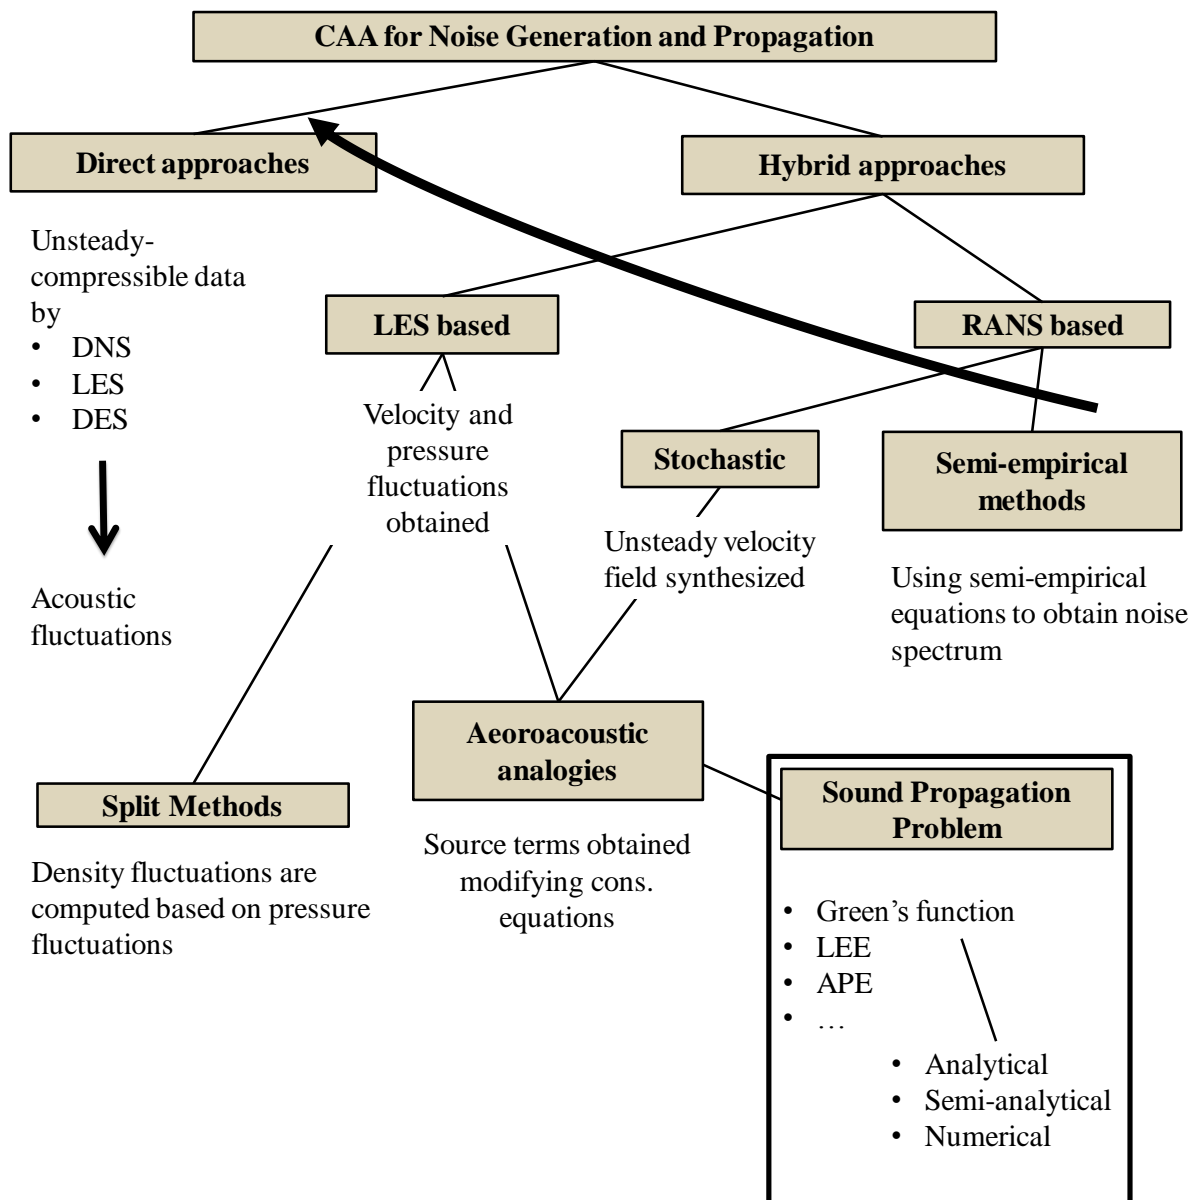 CAA for Noise Generation and Propagation
Direct approaches
Hybrid approaches
Unsteady-
compressible data
by
• DNS
• LES
• DES
Acoustic
fluctuations
LES based
RANS based
Velocity and
pressure
fluctuations
obtained
Stochastic
Semi-empirical
methods
Unsteady velocity
field synthesized
Using semi-empirical
equations to obtain noise
spectrum
Split Methods
Density fluctuations are
computed based on pressure
fluctuations
Aeoroacoustic
analogies
Source terms obtained
modifying cons.
equations
Sound Propagation
Problem
• Green's function
• LEE
• APE
• …
• Analytical
• Semi-analytical
• Numerical